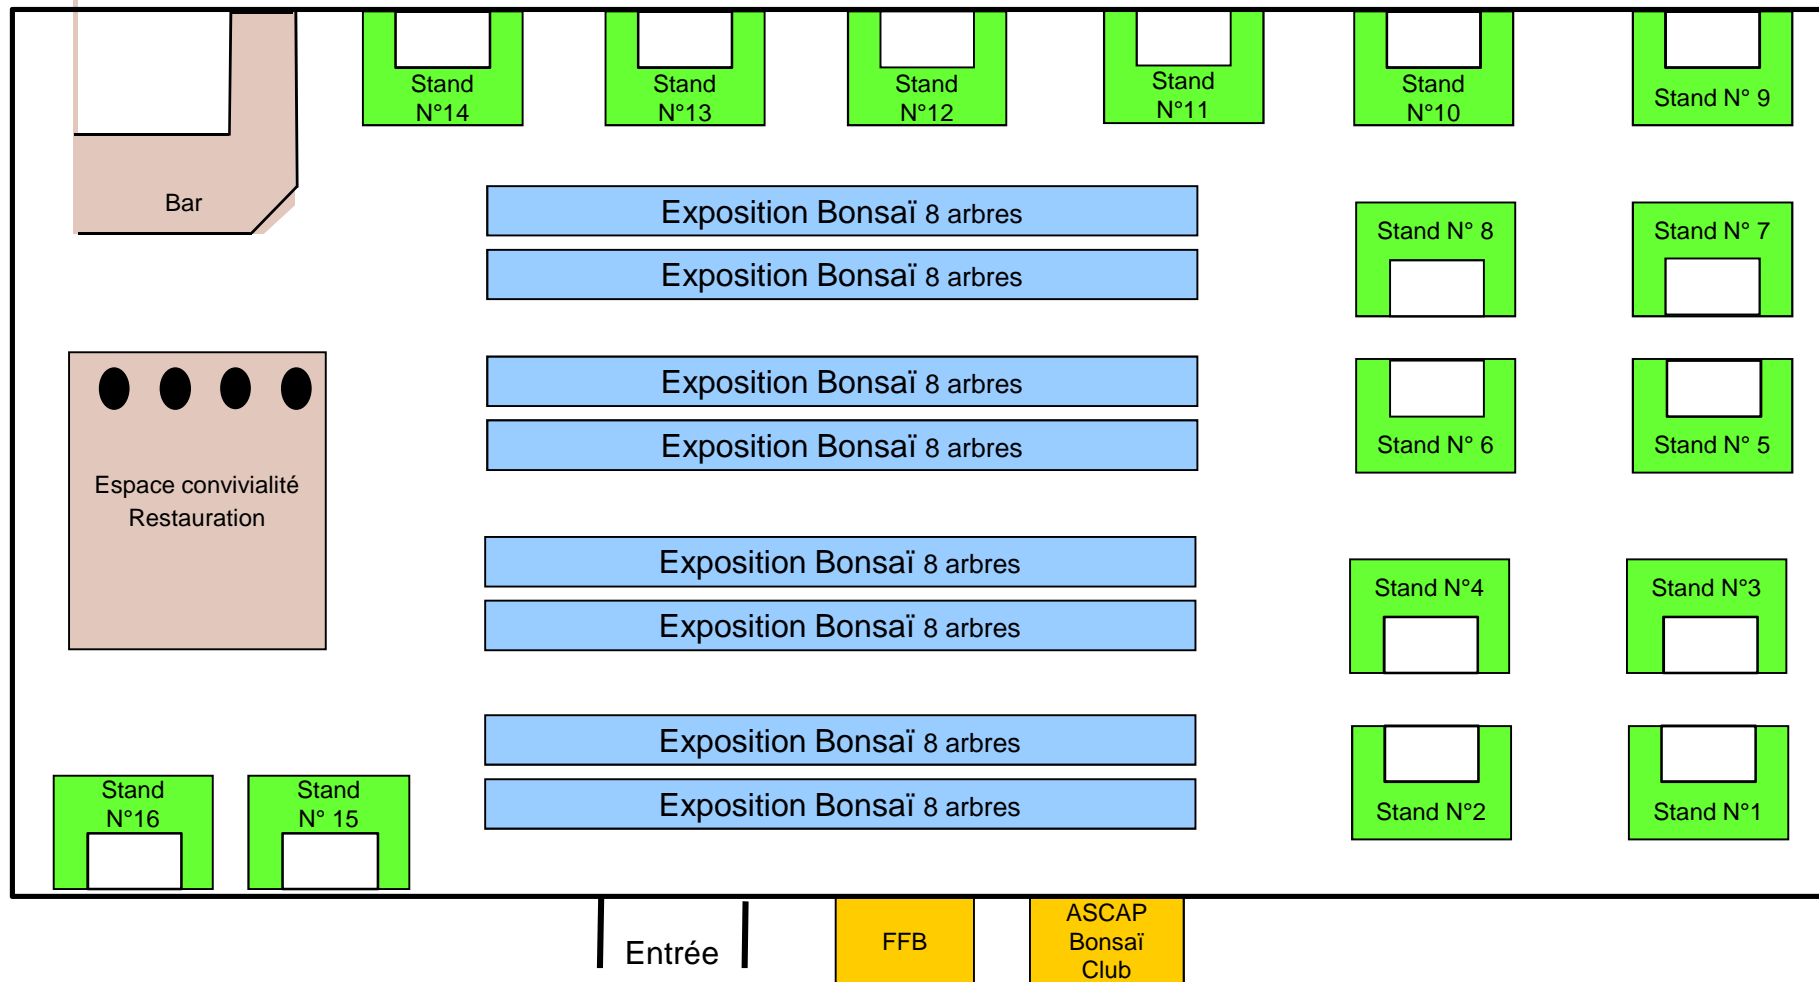 Stand
N°14
Stand
N°13
Stand
N°12
Stand
N°11
Stand
N°10
Stand N° 9
Bar
Exposition Bonsaï 8 arbres
Exposition Bonsaï 8 arbres
Stand N° 8
Stand N° 7
Exposition Bonsaï 8 arbres
Exposition Bonsaï 8 arbres
Stand N° 6
Stand N° 5
Espace convivialité
Restauration
Exposition Bonsaï 8 arbres
Exposition Bonsaï 8 arbres
Stand N°4
Stand N°3
Exposition Bonsaï 8 arbres
Exposition Bonsaï 8 arbres
Stand N°2
Stand N°1
Stand
N°16
Stand
N° 15
Entrée
FFB
ASCAP
Bonsaï
Club